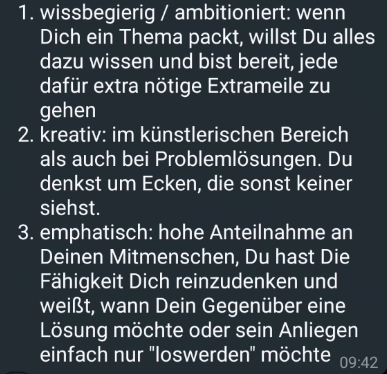 1. wissbegierig / ambitioniert: wenn
Dich ein Thema packt, willst Du alles
dazu wissen und bist bereit, jede
dafür extra nötige Extrameile zu
gehen
2. kreativ: im künstlerischen Bereich
als auch bei Problemlösungen. Du
denkst um Ecken, die sonst keiner
siehst.
3. emphatisch: hohe Anteilnahme an
Deinen Mitmenschen, Du hast Die
Fähigkeit Dich reinzudenken und
weißt, wann Dein Gegenüber eine
Lösung möchte oder sein Anliegen
einfach nur "loswerden" möchte 09:42